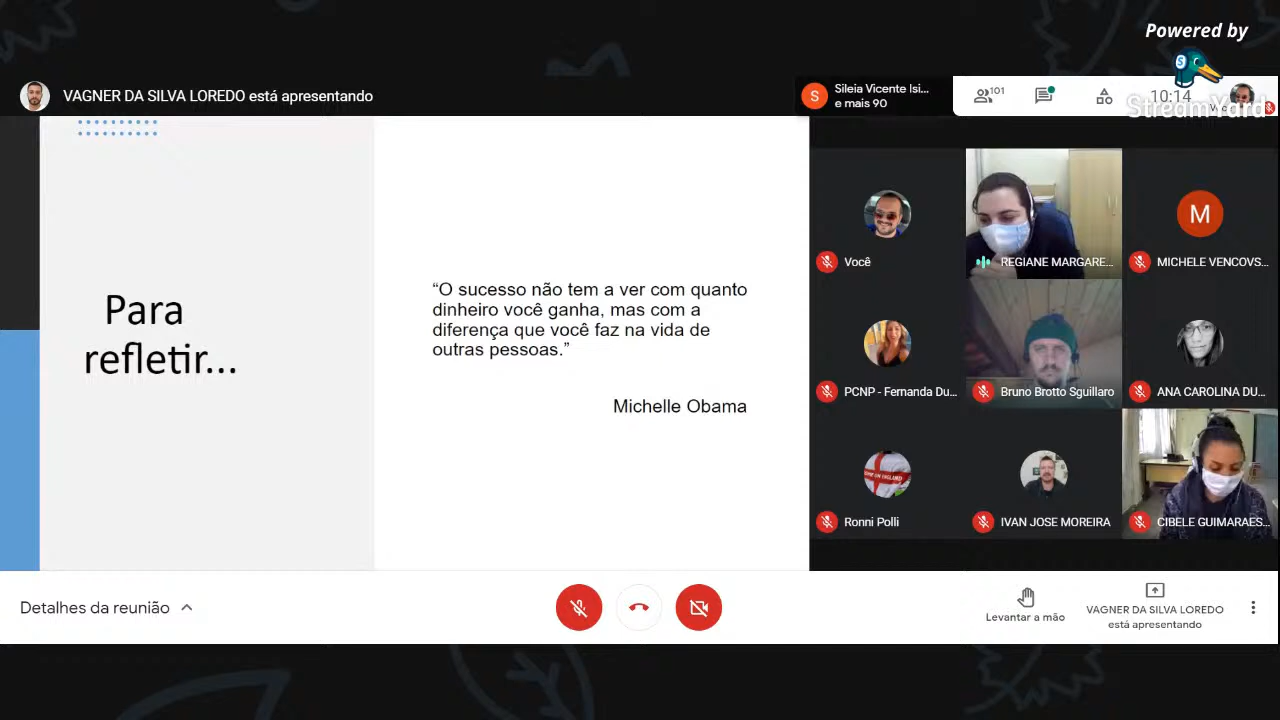 Powered by
StreamYard
VAGNER DA SILVA LOREDO está apresentando
S
Sileia Vicente Isi...
e mais 90
101
10:14
Para
refletir...
“O sucesso não tem a ver com quanto
dinheiro você ganha, mas com a
diferença que você faz na vida de
outras pessoas.”
Michelle Obama
Você
REGIANE MARGARE...
M
MICHELE VENCOVS...
PCNP - Fernanda Du...
Bruno Brotto Sguillaro
ANA CAROLINA DU...
Ronni Polli
IVAN JOSE MOREIRA
CIBELE GUIMARAES...
Detalhes da reunião
Levantar a mão
VAGNER DA SILVA LOREDO
está apresentando